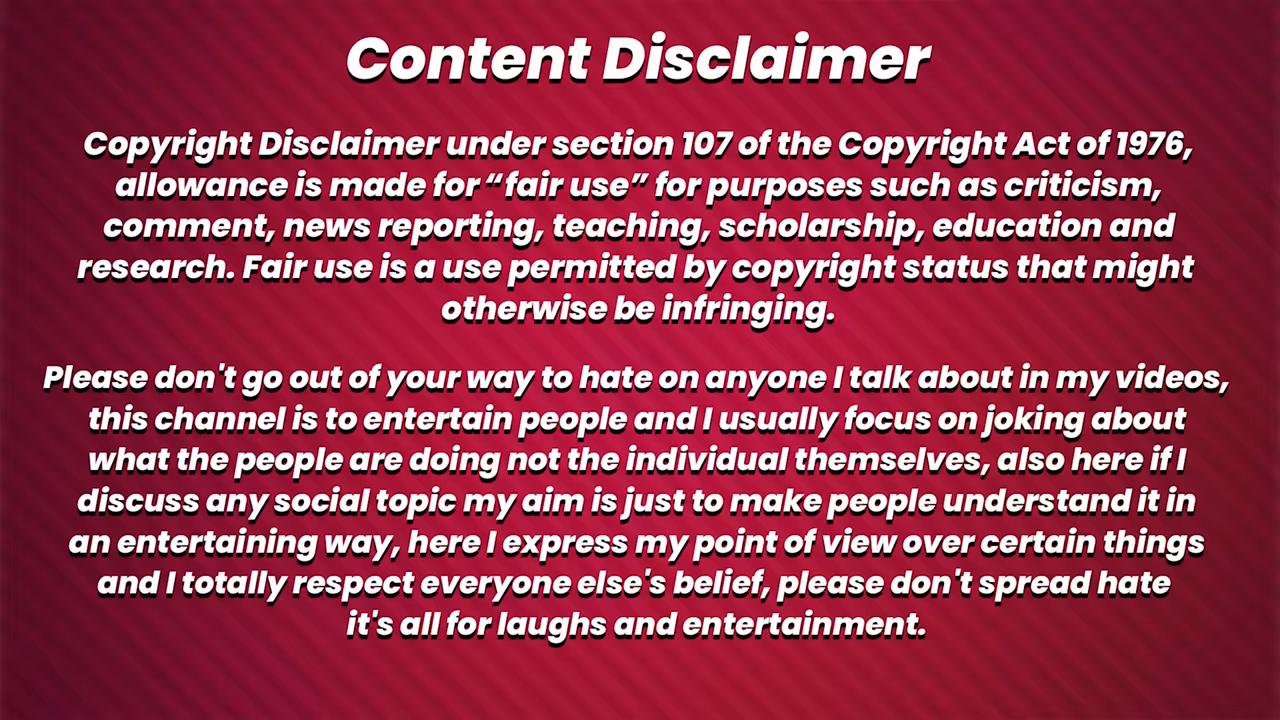 Content Disclaimer
Copyright Disclaimer under section 107 of the Copyright Act of 1976,
allowance is made for “fair use” for purposes such as criticism,
comment, news reporting, teaching, scholarship, education and
research. Fair use is a use permitted by copyright status that might
otherwise be infringing.
Please don't go out of your way to hate on anyone I talk about in my videos,
this channel is to entertain people and I usually focus on joking about
what the people are doing not the individual themselves, also here if I
discuss any social topic my aim is just to make people understand it in
an entertaining way, here I express my point of view over certain things
and I totally respect everyone else's belief, please don't spread hate
it's all for laughs and entertainment.